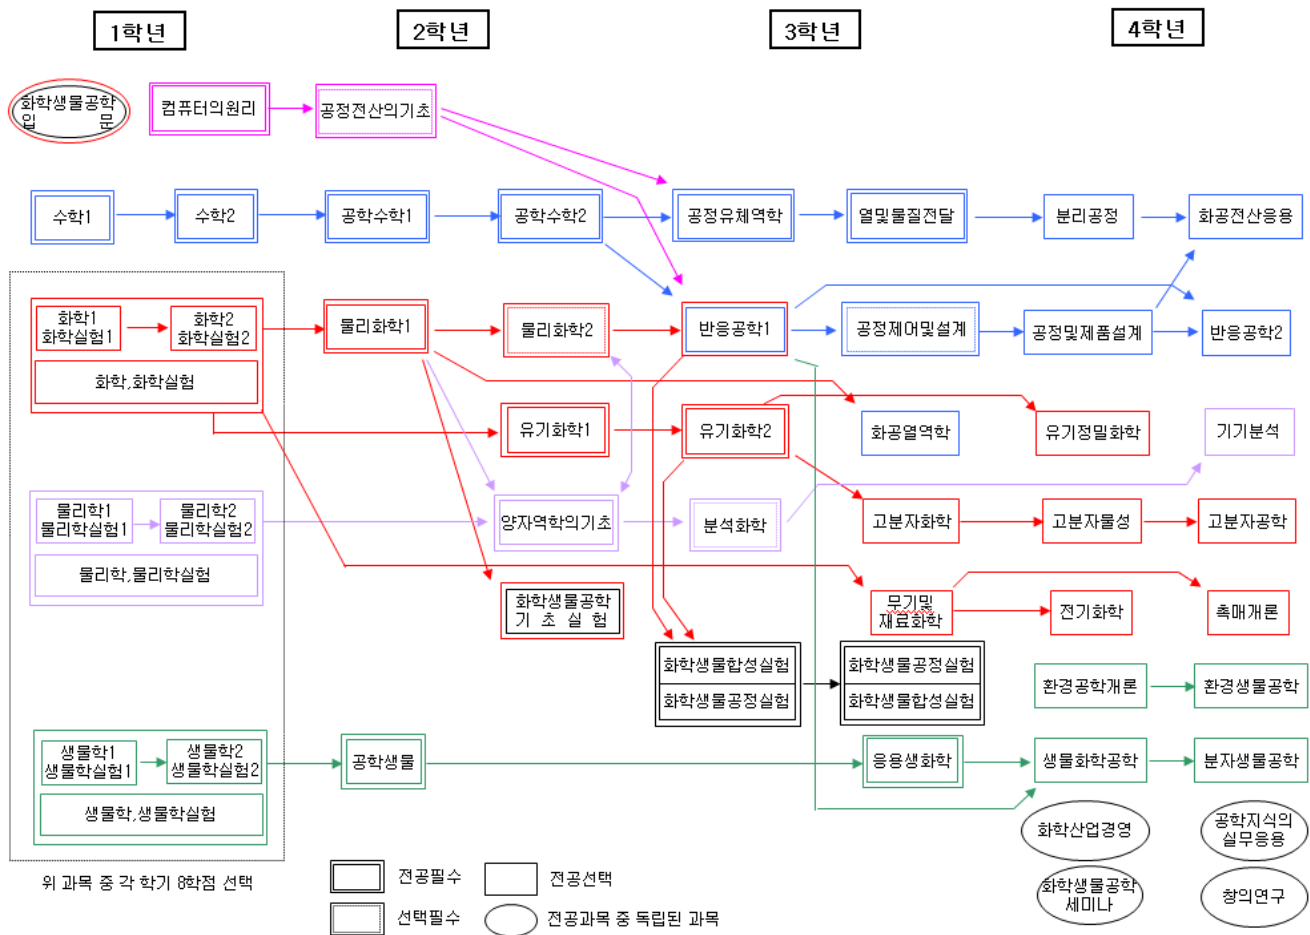 1학년
2학년
3학년
4학년
화학생물공학
입 문
컴퓨터의원리
공정전산의기초
수학1
수학2
공학수학1
공학수학2
공정유체역학
열및물질전달
분리공정
화공전산응용
화학1
화학실험1
화학2
화학실험2
화학,화학실험
물리화학1
물리화학2
반응공학1
공정제어및설계
공정및제품설계
반응공학2
유기화학1
유기화학2
화공열역학
유기정밀화학
기기분석
물리학1
물리학실험1
물리학2
물리학실험2
물리학,물리학실험
양자역학의기초
분석화학
고분자화학
고분자물성
고분자공학
화학생물공학
기 초 실 험
무기및
재료화학
전기화학
촉매개론
화학생물합성실험
화학생물공정실험
화학생물공정실험
화학생물합성실험
환경공학개론
환경생물공학
생물학1
생물학실험1
생물학2
생물학실험2
생물학,생물학실험
공학생물
응용생화학
생물화학공학
분자생물공학
화학산업경영
공학지식의
실무응용
화학생물공학
세미나
창의연구
위 과목 중 각 학기 8학점 선택
전공필수
전공선택
선택필수
전공과목 중 독립된 과목